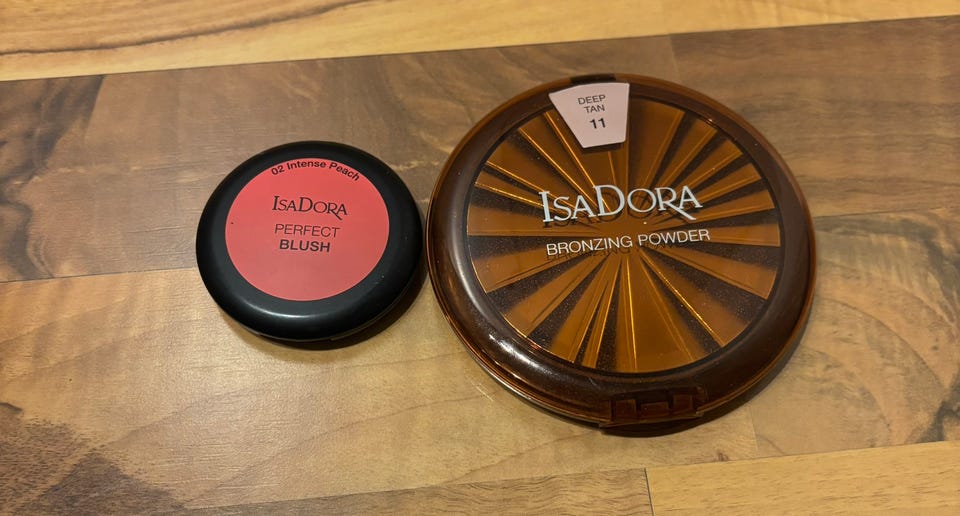 02 Intense Peach
IsaDora
PERFECT
BLUSH
DEEP
TAN
11
IsaDora
BRONZING POWDER